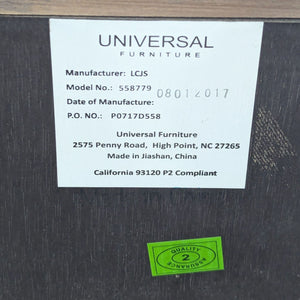 UNIVERSAL
FURNITURE
Manufacturer: LCJS
Model No.: 558779 08012017
Date of Manufacture:
P.O. NO.: P0717D558
Universal Furniture
2575 Penny Road, High Point, NC 27265
Made in Jiashan, China
California 93120 P2 Compliant
QUALITY
2
ASSURANCE